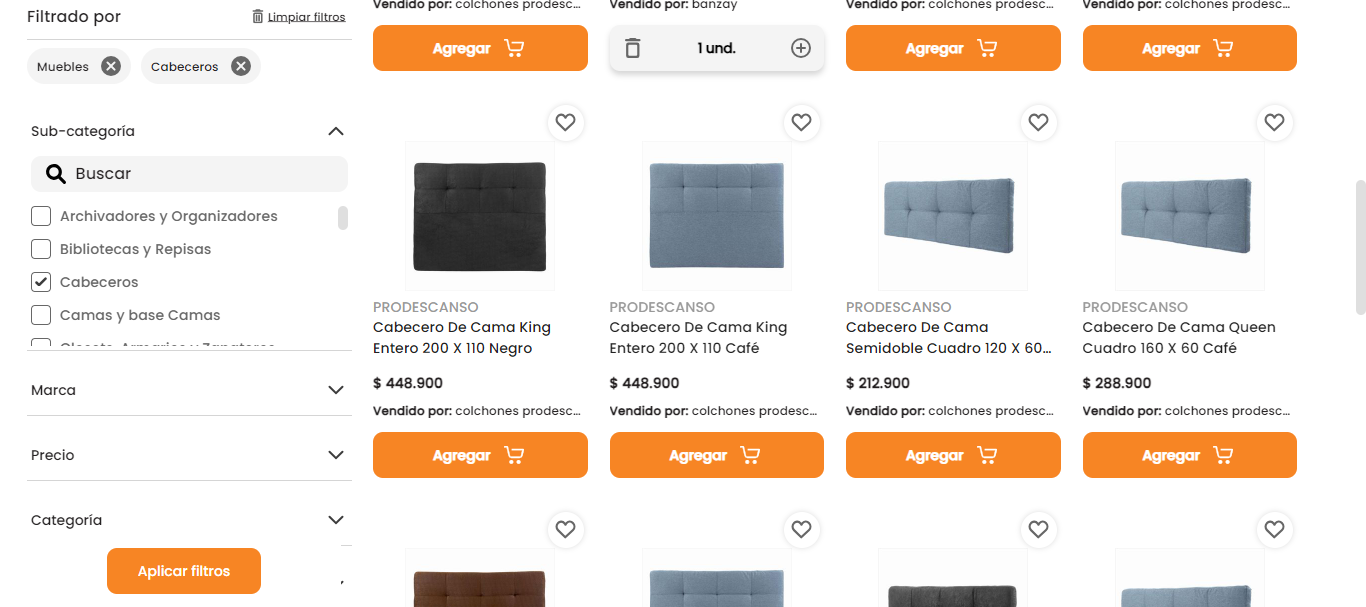 Filtrado por
Limpiar filtros
Muebles
Cabeceros
Sub-categoría
Buscar
Archivadores y Organizadores
Bibliotecas y Repisas
Cabeceros
Camas y base Camas
Closets, Armarios y Zapateros
Marca
Precio
Categoría
Aplicar filtros
Vendido por: colchones prodesc...
Vendido por: banzay
Vendido por: colchones prodesc...
Vendido por: colchones prodesc...
Agregar
1 und.
Agregar
Agregar
PRODESCANSO
Cabecero De Cama King
Entero 200 X 110 Negro
$ 448.900
Vendido por: colchones prodesc...
Agregar
PRODESCANSO
Cabecero De Cama King
Entero 200 X 110 Café
$ 448.900
Vendido por: colchones prodesc...
Agregar
PRODESCANSO
Cabecero De Cama
Semidoble Cuadro 120 X 60...
$ 212.900
Vendido por: colchones prodesc...
Agregar
PRODESCANSO
Cabecero De Cama Queen
Cuadro 160 X 60 Café
$ 288.900
Vendido por: colchones prodesc...
Agregar